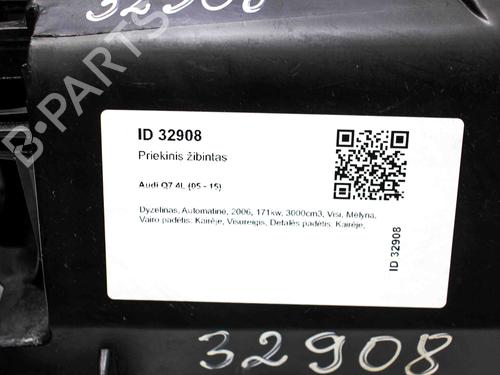 32908
B-PARTS
ID 32908
Priekinis žibintas
Audi Q7 4L (05 - 15)
Dyzelinas, Automatinė, 2006, 171kw, 3000cm3, Visi, Mėlyna,
Vairo padėtis: Kairėje, Visureigis, Detalės padėtis: Kairėje,
ID 32908
32908